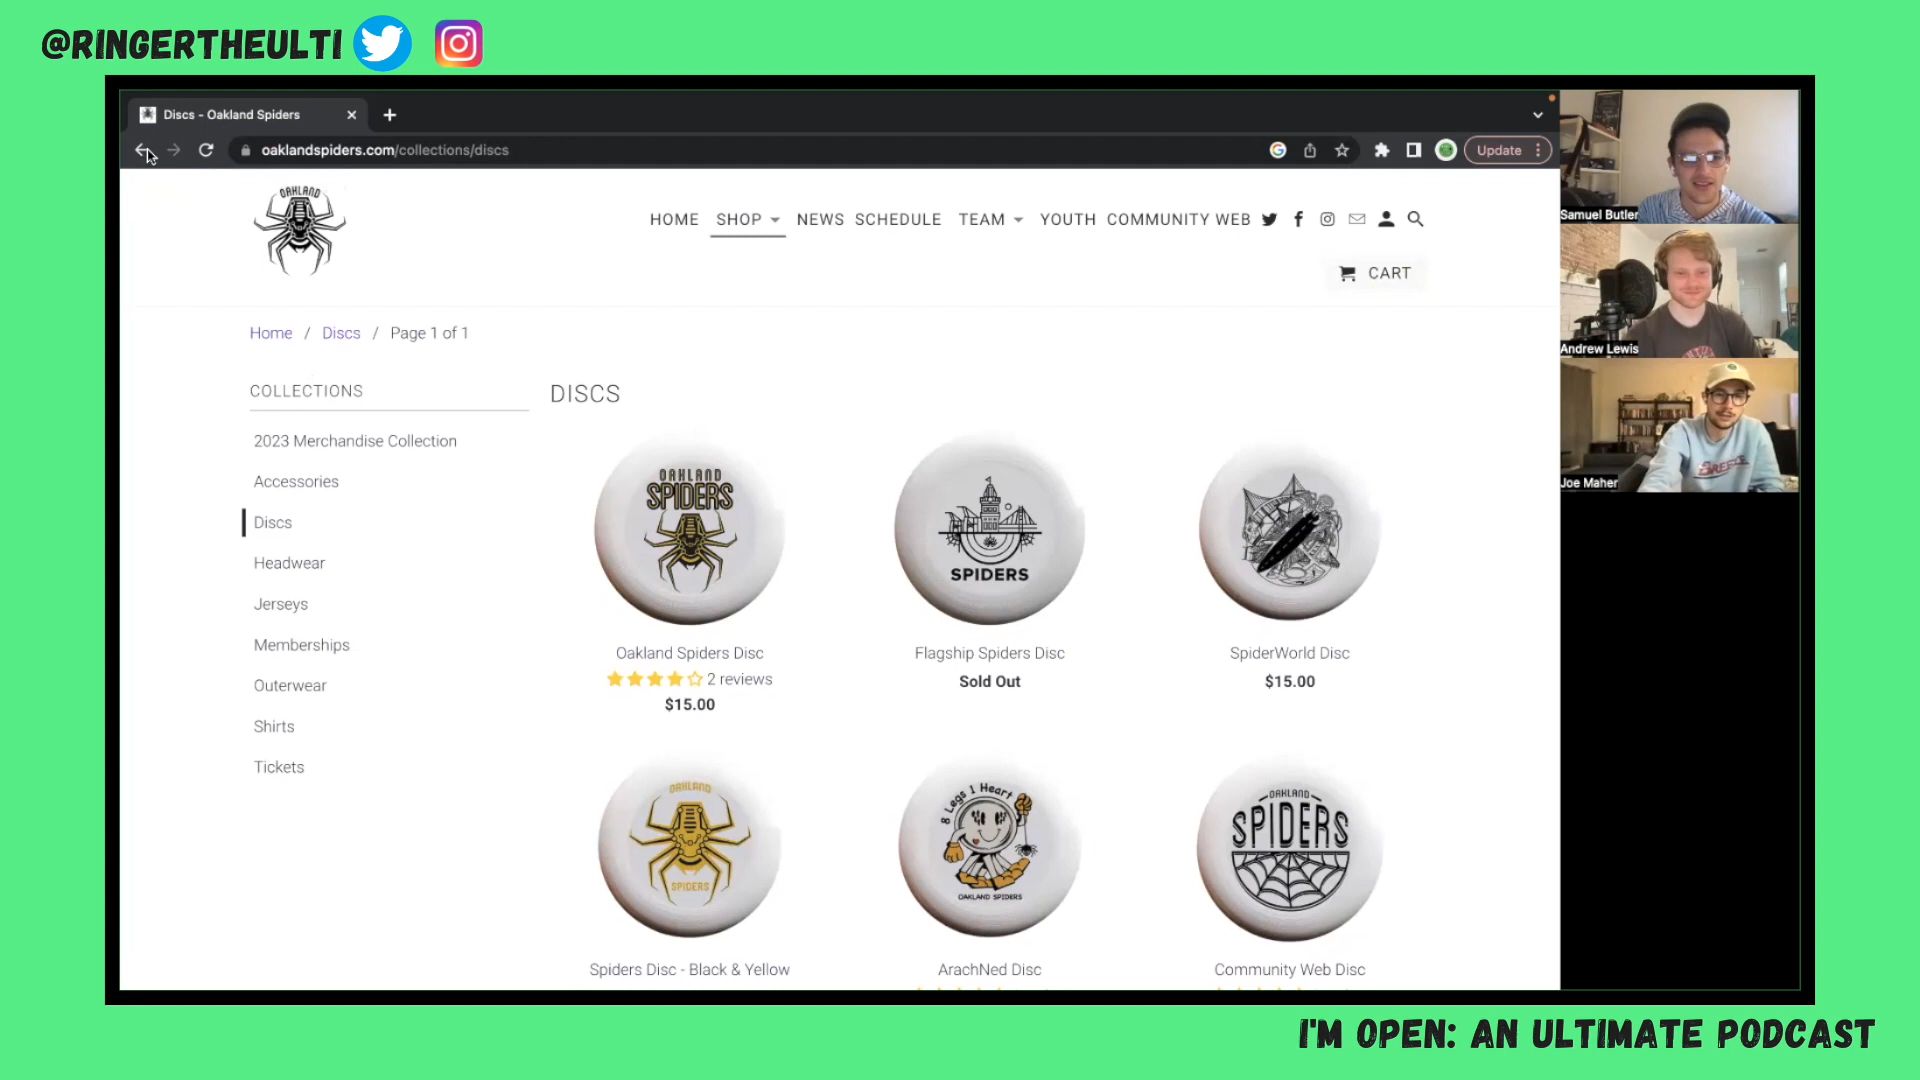 @RINGERTHEULTI
Discs - Oakland Spiders
oaklandspiders.com/collections/discs
Update
OAKLAND
HOME SHOP NEWS SCHEDULE TEAM YOUTH COMMUNITY WEB
CART
Home / Discs / Page 1 of 1
COLLECTIONS
2023 Merchandise Collection
Accessories
Discs
Headwear
Jerseys
Memberships
Outerwear
Shirts
Tickets
DISCS
OAKLAND
SPIDERS
SPIDERS
Oakland Spiders Disc
2 reviews
$15.00
Flagship Spiders Disc
Sold Out
SpiderWorld Disc
$15.00
OAKLAND
SPIDERS
8 Legs 1 Heart
OAKLAND SPIDERS
OAKLAND
SPIDERS
Spiders Disc - Black & Yellow
ArachNed Disc
Community Web Disc
Samuel Butler
Andrew Lewis
BREEZE
Joe Maher
I'M OPEN: AN ULTIMATE PODCAST